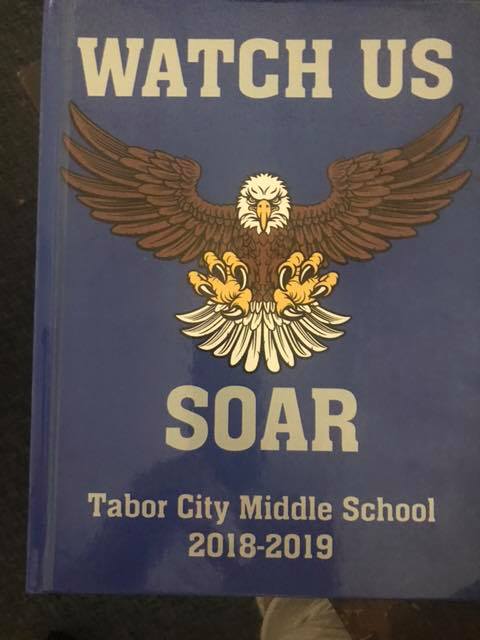 WATCH US
SOAR
Tabor City Middle School
2018-2019